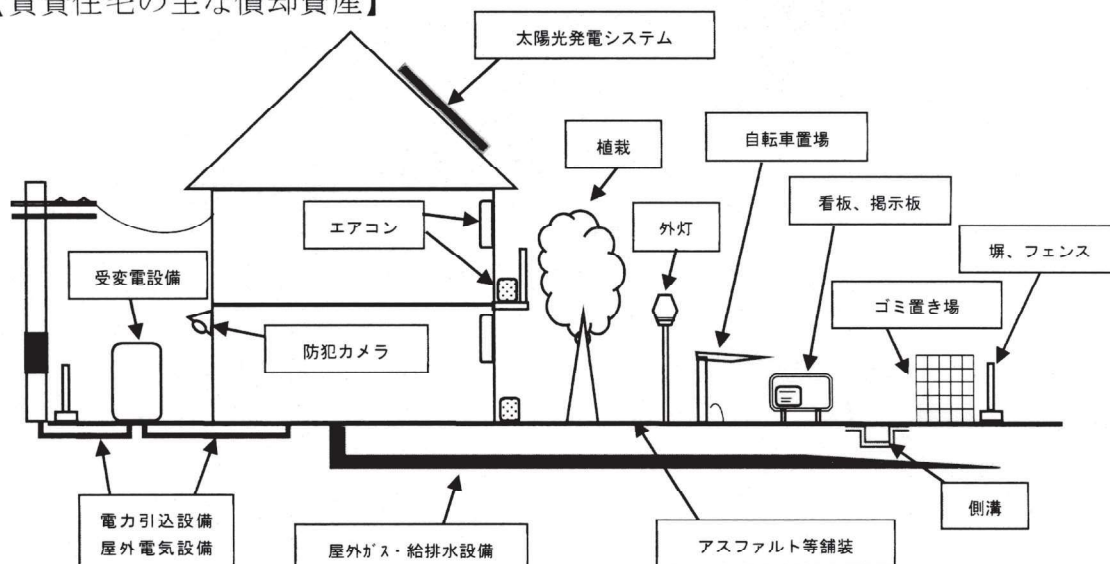 【賃貸住宅の主な償却資産】
太陽光発電システム
植栽
自転車置場
エアコン
外灯
看板、掲示板
塀、フェンス
受変電設備
ゴミ置き場
防犯カメラ
側溝
電力引込設備
屋外電気設備
屋外ガス・給排水設備
アスファルト等舗装